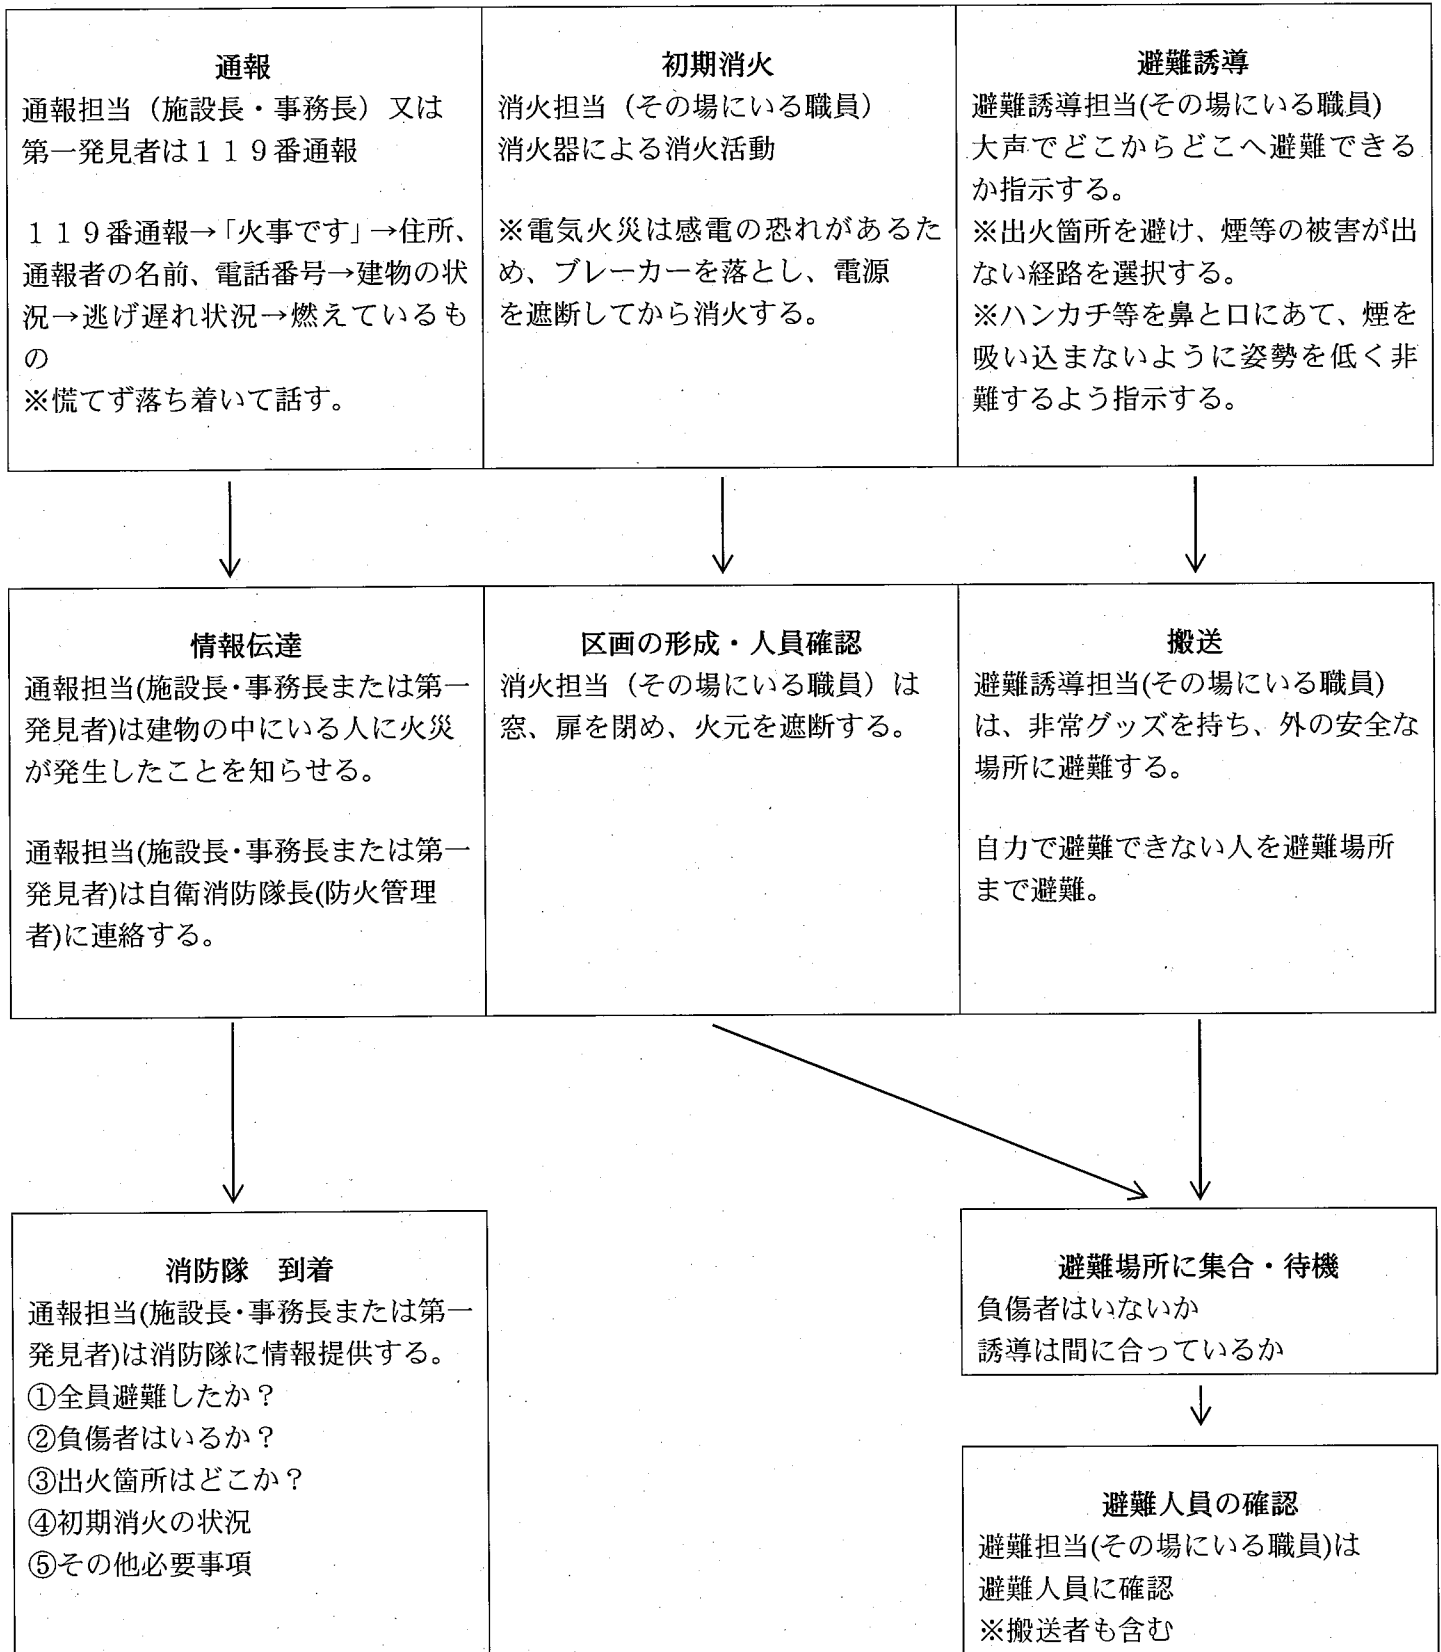 通報
通報担当（施設長・事務長）又は
第一発見者は１１９番通報
１１９番通報→「火事です」→住所、
通報者の名前、電話番号→建物の状
況→逃げ遅れ状況→燃えているも
の
※慌てず落ち着いて話す。
初期消火
消火担当（その場にいる職員）
消火器による消火活動
※電気火災は感電の恐れがあるた
め、ブレーカーを落とし、電源
を遮断してから消火する。
避難誘導
避難誘導担当(その場にいる職員)
大声でどこからどこへ避難できる
か指示する。
※出火箇所を避け、煙等の被害が出
ない経路を選択する。
※ハンカチ等を鼻と口にあて、煙を
吸い込まないように姿勢を低く非
難するよう指示する。
情報伝達
通報担当(施設長・事務長または第一
発見者)は建物の中にいる人に火災
が発生したことを知らせる。
通報担当(施設長・事務長または第一
発見者)は自衛消防隊長(防火管理
者)に連絡する。
区画の形成・人員確認
消火担当（その場にいる職員）は
窓、扉を閉め、火元を遮断する。
搬送
避難誘導担当(その場にいる職員)
は、非常グッズを持ち、外の安全な
場所に避難する。
自力で避難できない人を避難場所
まで避難。
消防隊　到着
通報担当(施設長・事務長または第一
発見者)は消防隊に情報提供する。
①全員避難したか？
②負傷者はいるか？
③出火箇所はどこか？
④初期消火の状況
⑤その他必要事項
避難場所に集合・待機
負傷者はいないか
誘導は間に合っているか
避難人員の確認
避難担当(その場にいる職員)は
避難人員に確認
※搬送者も含む